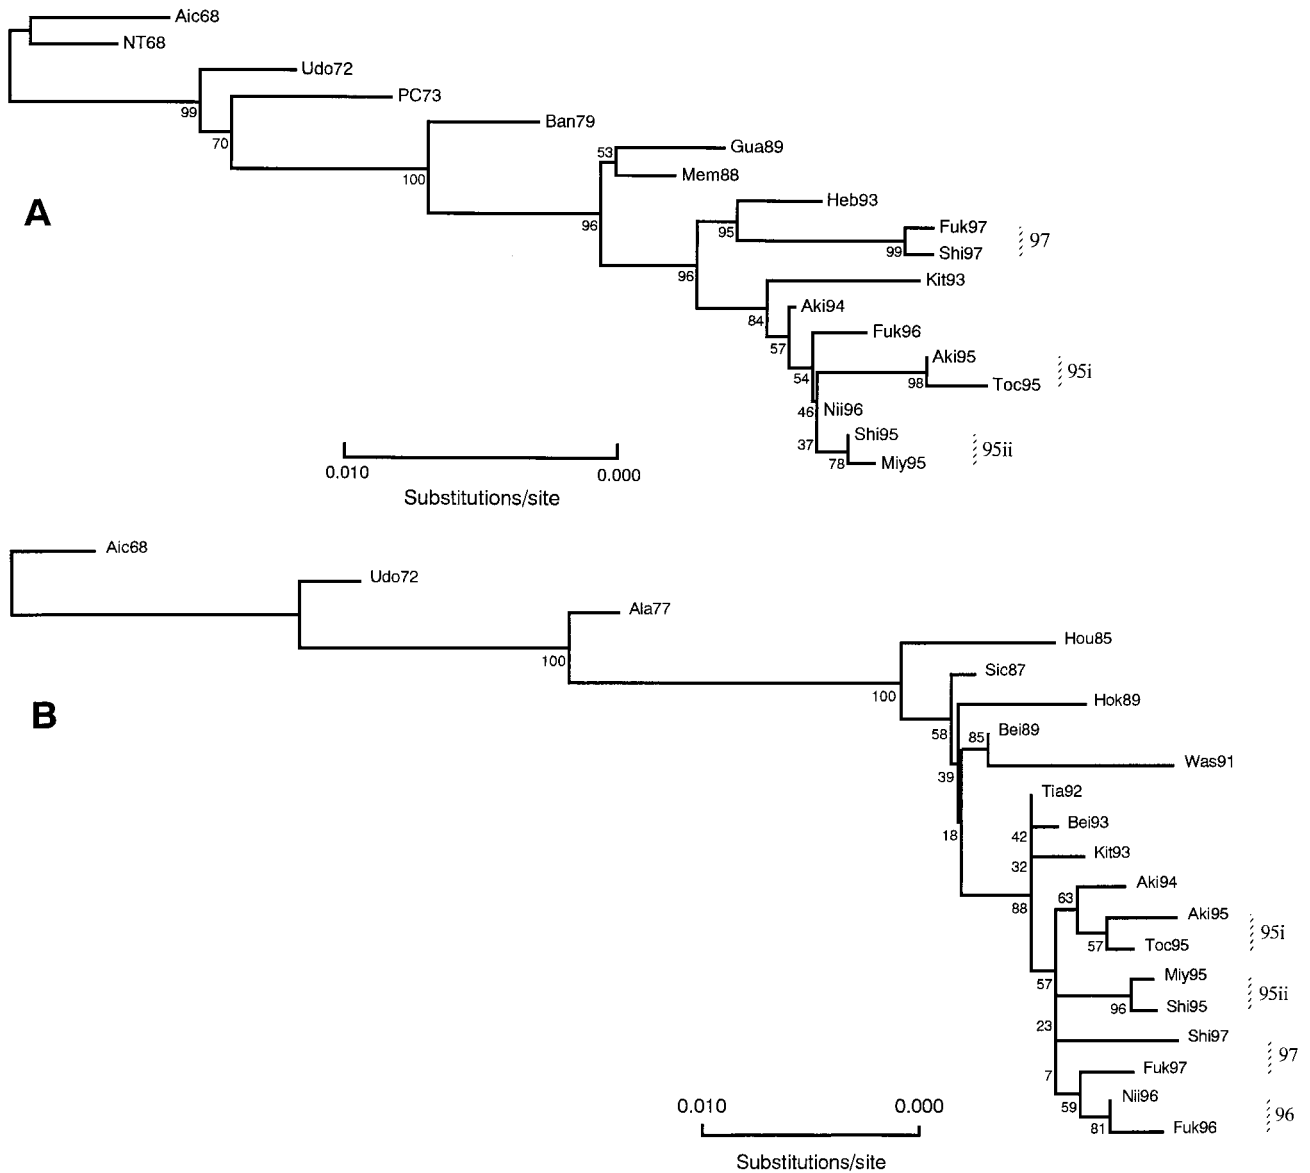 Aic68
NT68
Udo72
99
PC73
70
Ban79
100
53
Gua89
Mem88
A
96
Heb93
95
Fuk97
97
99
Shi97
96
Kit93
Aki94
84
Fuk96
57
Aki95
95i
54
98
Toc95
46
Nii96
Shi95
37
95ii
78
Miy95
0.010
0.000
Substitutions/site
Aic68
Udo72
Ala77
100
Hou85
Sic87
100
Hok89
B
58
85
Bei89
Was91
39
Tia92
Bei93
18
42
Kit93
32
Aki94
63
88
Aki95
95i
57
Toc95
Miy95
57
95ii
96
Shi95
23
Shi97
97
Fuk97
7
Nii96
59
96
81
Fuk96
0.010
0.000
Substitutions/site